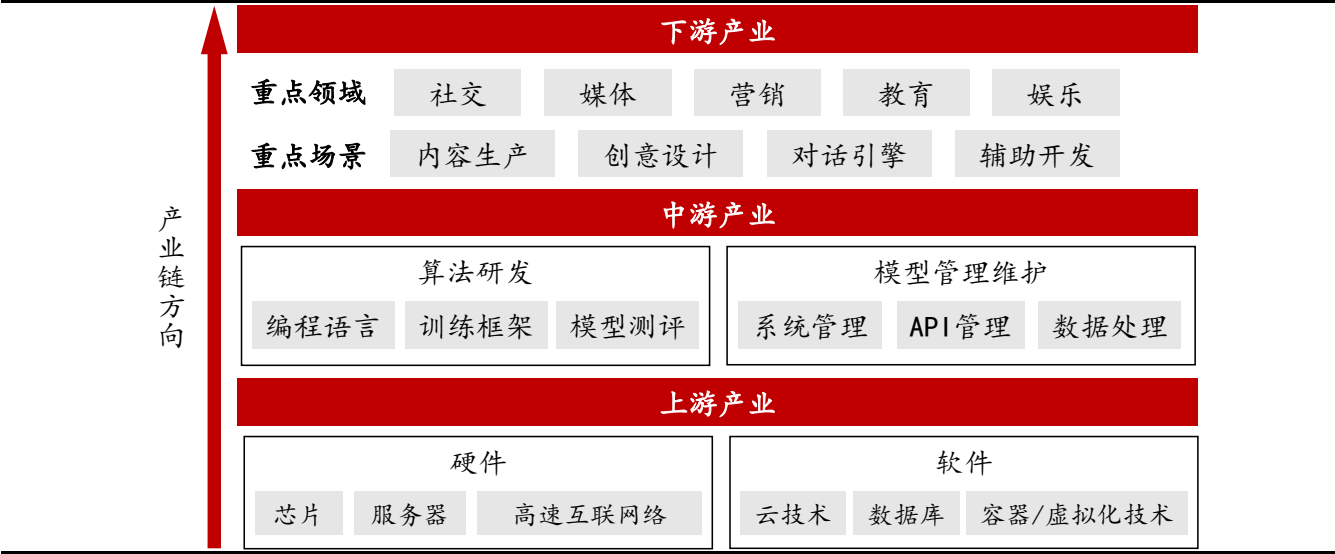 下游产业
重点领域 社交 媒体 营销 教育 娱乐
重点场景 内容生产 创意设计 对话引擎 辅助开发
产业链方向
中游产业
算法研发 模型管理维护
编程语言 训练框架 模型测评 系统管理 API管理 数据处理
上游产业
硬件 软件
芯片 服务器 高速互联网络 云技术 数据库 容器/虚拟化技术